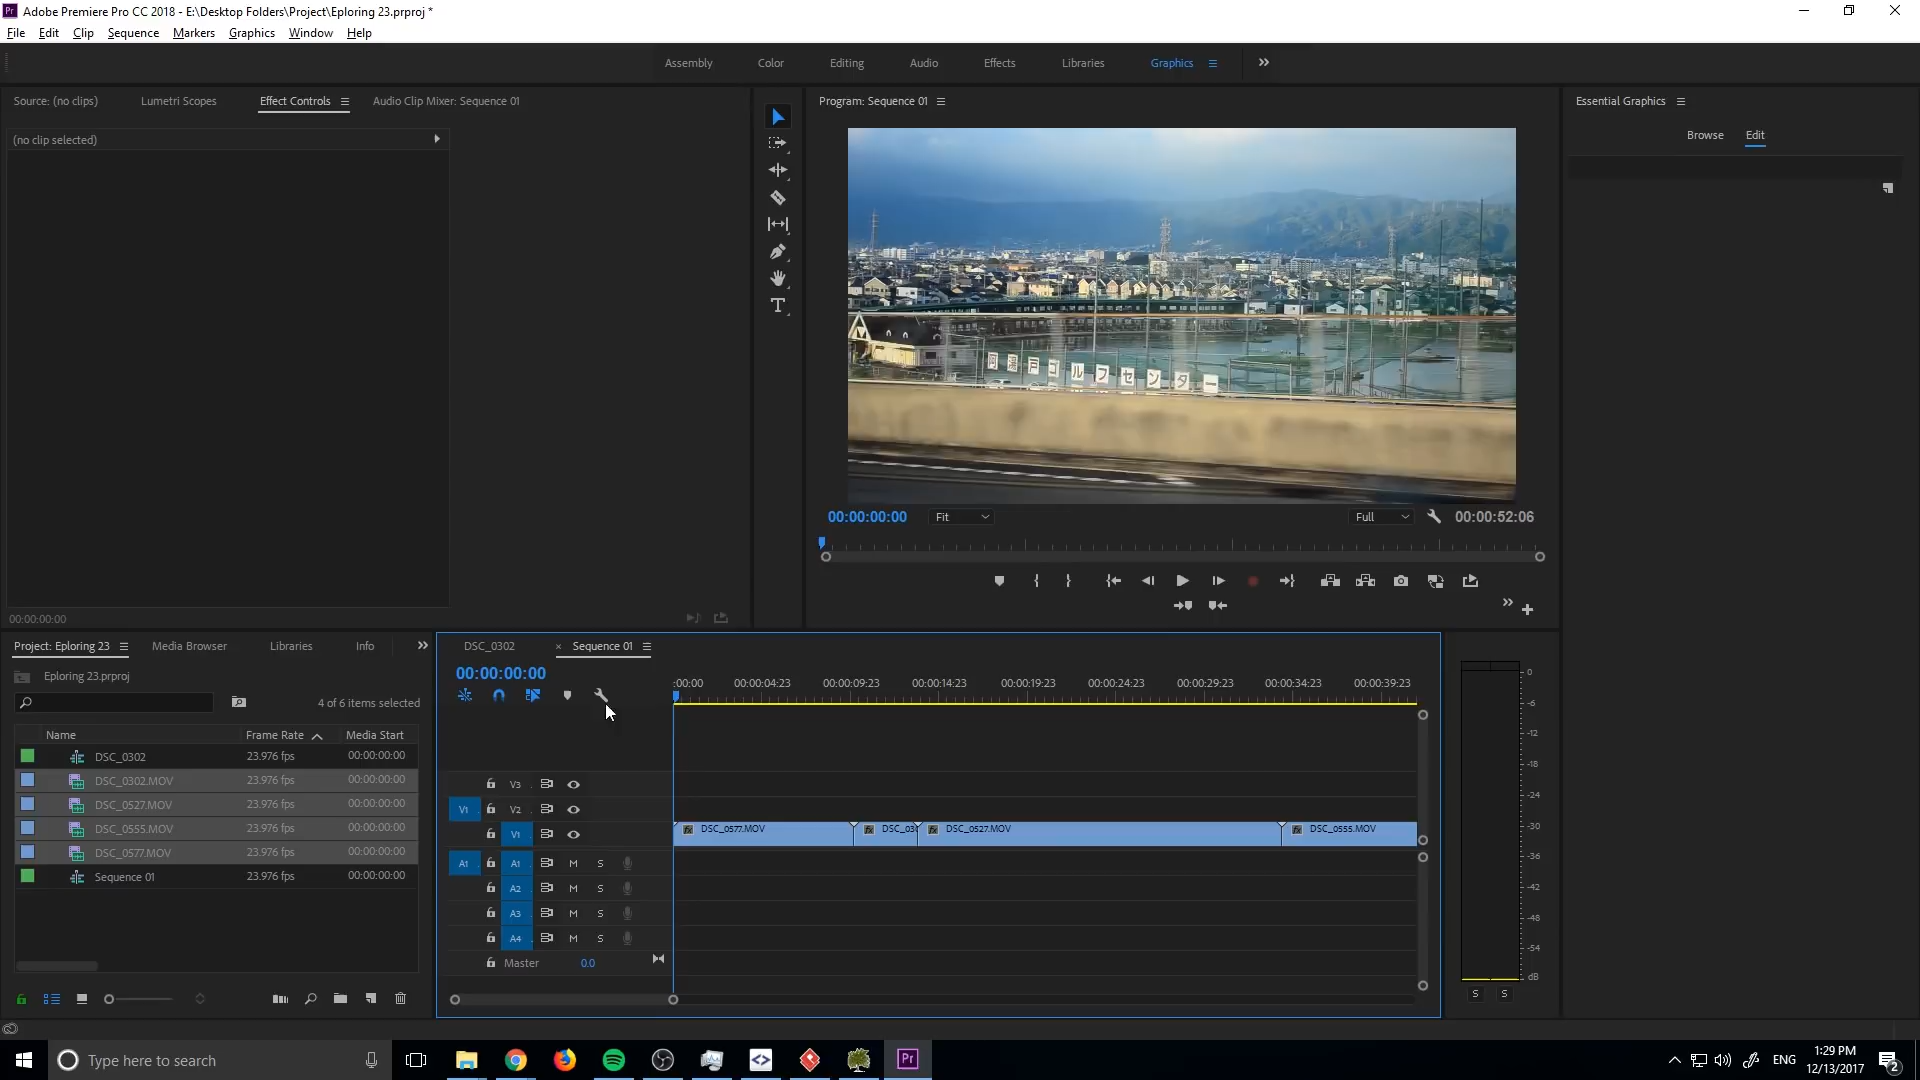 Adobe Premiere Pro CC 2018 - E:\Desktop Folders\Project\Eploring 23.prproj *
File Edit Clip Sequence Markers Graphics Window Help
Assembly Color Editing Audio Effects Libraries Graphics
Source: (no clips) Lumetri Scopes Effect Controls Audio Clip Mixer: Sequence 01
(no clip selected)
00:00:00:00
Program: Sequence 01
ゴルフセンター
00:00:00:00 Fit Full 00:00:52:06
Essential Graphics
Browse Edit
Project: Eploring 23 Media Browser Libraries Info
Eploring 23.prproj
4 of 6 items selected
Name Frame Rate Media Start
DSC_0302 23.976 fps 00:00:00:00
DSC_0302.MOV 23.976 fps 00:00:00:00
DSC_0527.MOV 23.976 fps 00:00:00:00
DSC_0555.MOV 23.976 fps 00:00:00:00
DSC_0577.MOV 23.976 fps 00:00:00:00
Sequence 01 23.976 fps 00:00:00:00
DSC_0302 × Sequence 01
00:00:00:00
:00:00 00:00:04:23 00:00:09:23 00:00:14:23 00:00:19:23 00:00:24:23 00:00:29:23 00:00:34:23 00:00:39:23
V3
V1 V2
V1 DSC_0577.MOV DSC_030 DSC_0527.MOV DSC_0555.MOV
A1 A1 M S
A2 M S
A3 M S
A4 M S
Master 0.0
0
-6
-12
-18
-24
-30
-36
-42
-48
-54
dB
S S
Type here to search
Pr
ENG
1:29 PM
12/13/2017
2